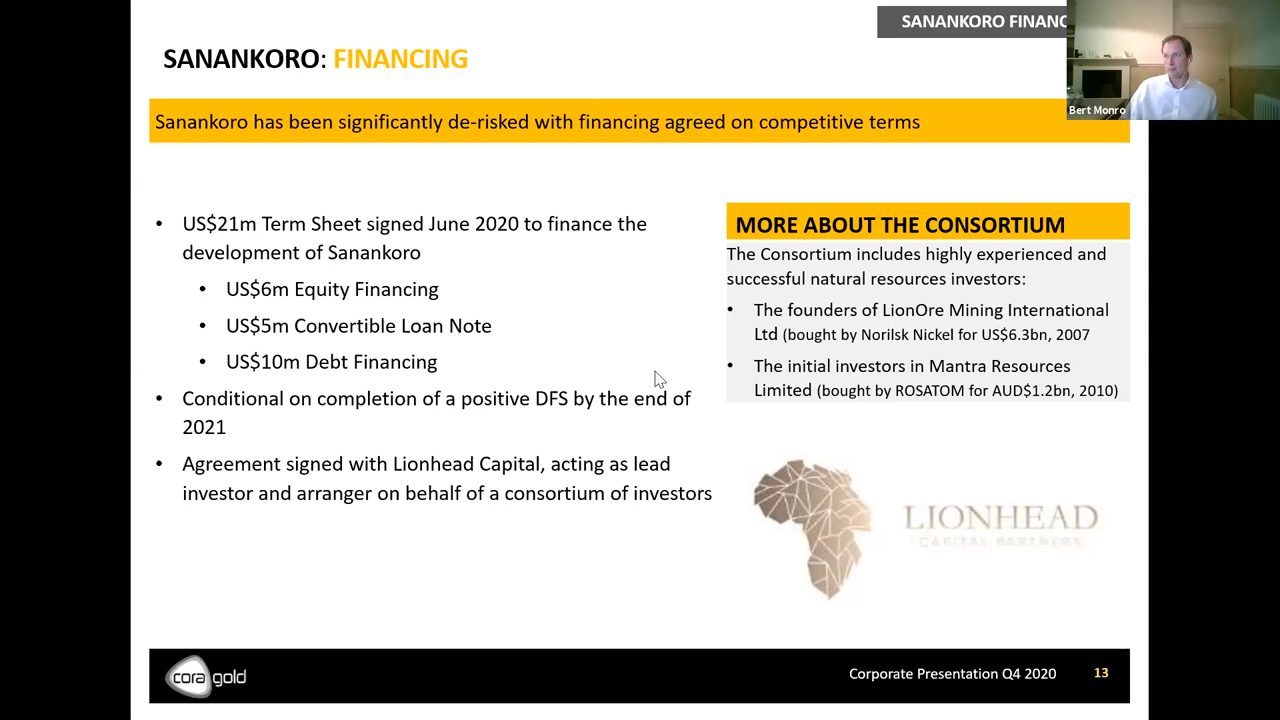 SANANKORO FINANC
SANANKORO: FINANCING
Bert Monro
Sanankoro has been significantly de-risked with financing agreed on competitive terms
• US$21m Term Sheet signed June 2020 to finance the
development of Sanankoro
• US$6m Equity Financing
• US$5m Convertible Loan Note
• US$10m Debt Financing
• Conditional on completion of a positive DFS by the end of
2021
• Agreement signed with Lionhead Capital, acting as lead
investor and arranger on behalf of a consortium of investors
MORE ABOUT THE CONSORTIUM
The Consortium includes highly experienced and
successful natural resources investors:
• The founders of LionOre Mining International
Ltd (bought by Norilsk Nickel for US$6.3bn, 2007
• The initial investors in Mantra Resources
Limited (bought by ROSATOM for AUD$1.2bn, 2010)
LIONHEAD
CAPITAL PARTNERS
cora gold
Corporate Presentation Q4 2020 13